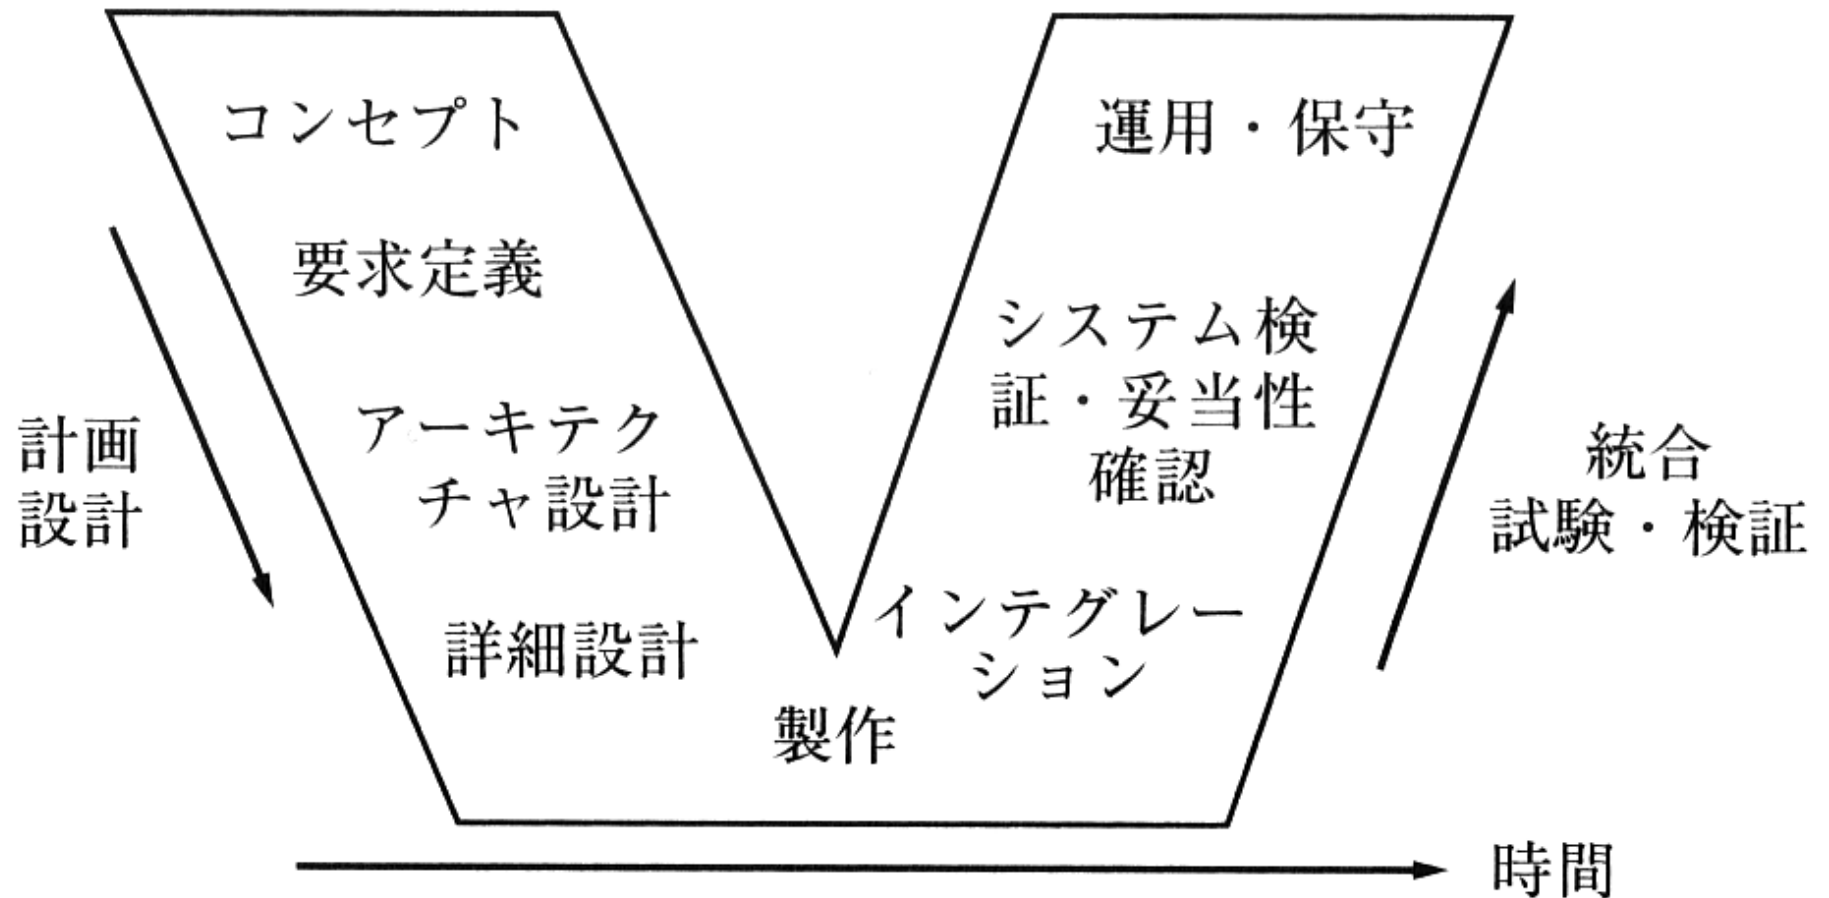 コンセプト
要求定義
アーキテク
チャ設計
詳細設計
製作
インテグレー
ション
システム検
証・妥当性
確認
運用・保守
計画
設計
統合
試験・検証
時間